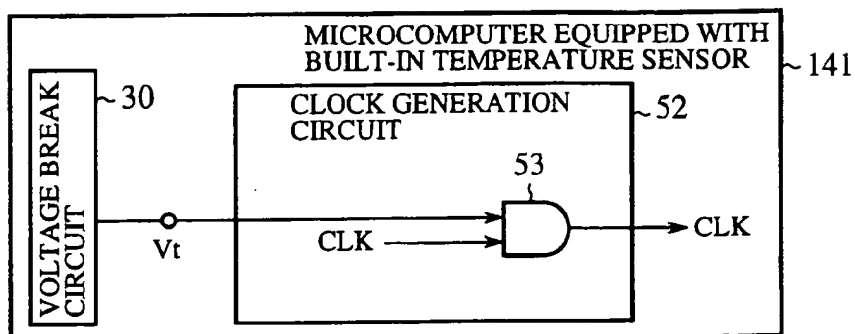 MICROCOMPUTER EQUIPPED WITH
BUILT-IN TEMPERATURE SENSOR
141
30
VOLTAGE BREAK
CIRCUIT
CLOCK GENERATION
CIRCUIT
52
53
Vt
CLK
CLK